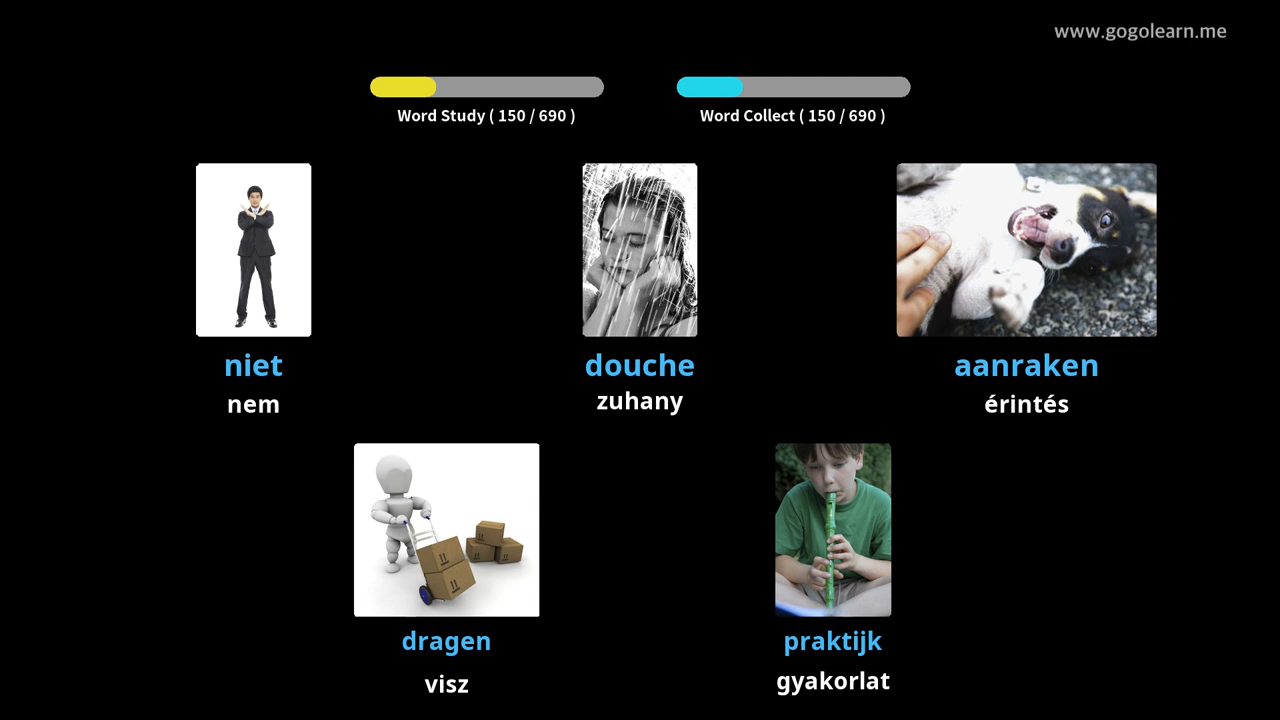 www.gogolearn.me
Word Study ( 150 / 690 )
Word Collect ( 150 / 690 )
niet
nem
douche
zuhany
aanraken
érintés
dragen
visz
praktijk
gyakorlat